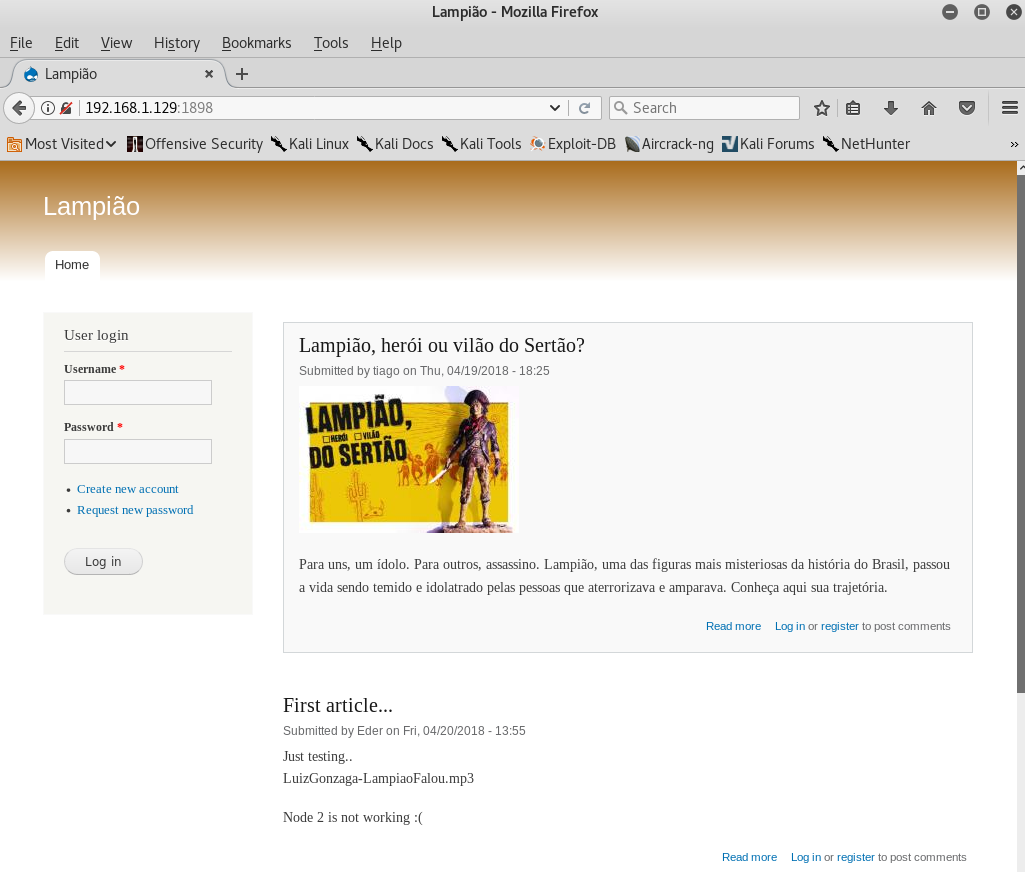 Lampião - Mozilla Firefox
File Edit View History Bookmarks Tools Help
Lampião
192.168.1.129:1898
Search
Most Visited Offensive Security Kali Linux Kali Docs Kali Tools Exploit-DB Aircrack-ng Kali Forums NetHunter
Lampião
Home
User login
Username *
Password *
Create new account
Request new password
Log in
Lampião, herói ou vilão do Sertão?
Submitted by tiago on Thu, 04/19/2018 - 18:25
LAMPIÃO,
HERÓI VILÃO
DO SERTÃO
Para uns, um ídolo. Para outros, assassino. Lampião, uma das figuras mais misteriosas da história do Brasil, passou
a vida sendo temido e idolatrado pelas pessoas que aterrorizava e amparava. Conheça aqui sua trajetória.
Read more Log in or register to post comments
First article...
Submitted by Eder on Fri, 04/20/2018 - 13:55
Just testing..
LuizGonzaga-LampiaoFalou.mp3
Node 2 is not working :(
Read more Log in or register to post comments